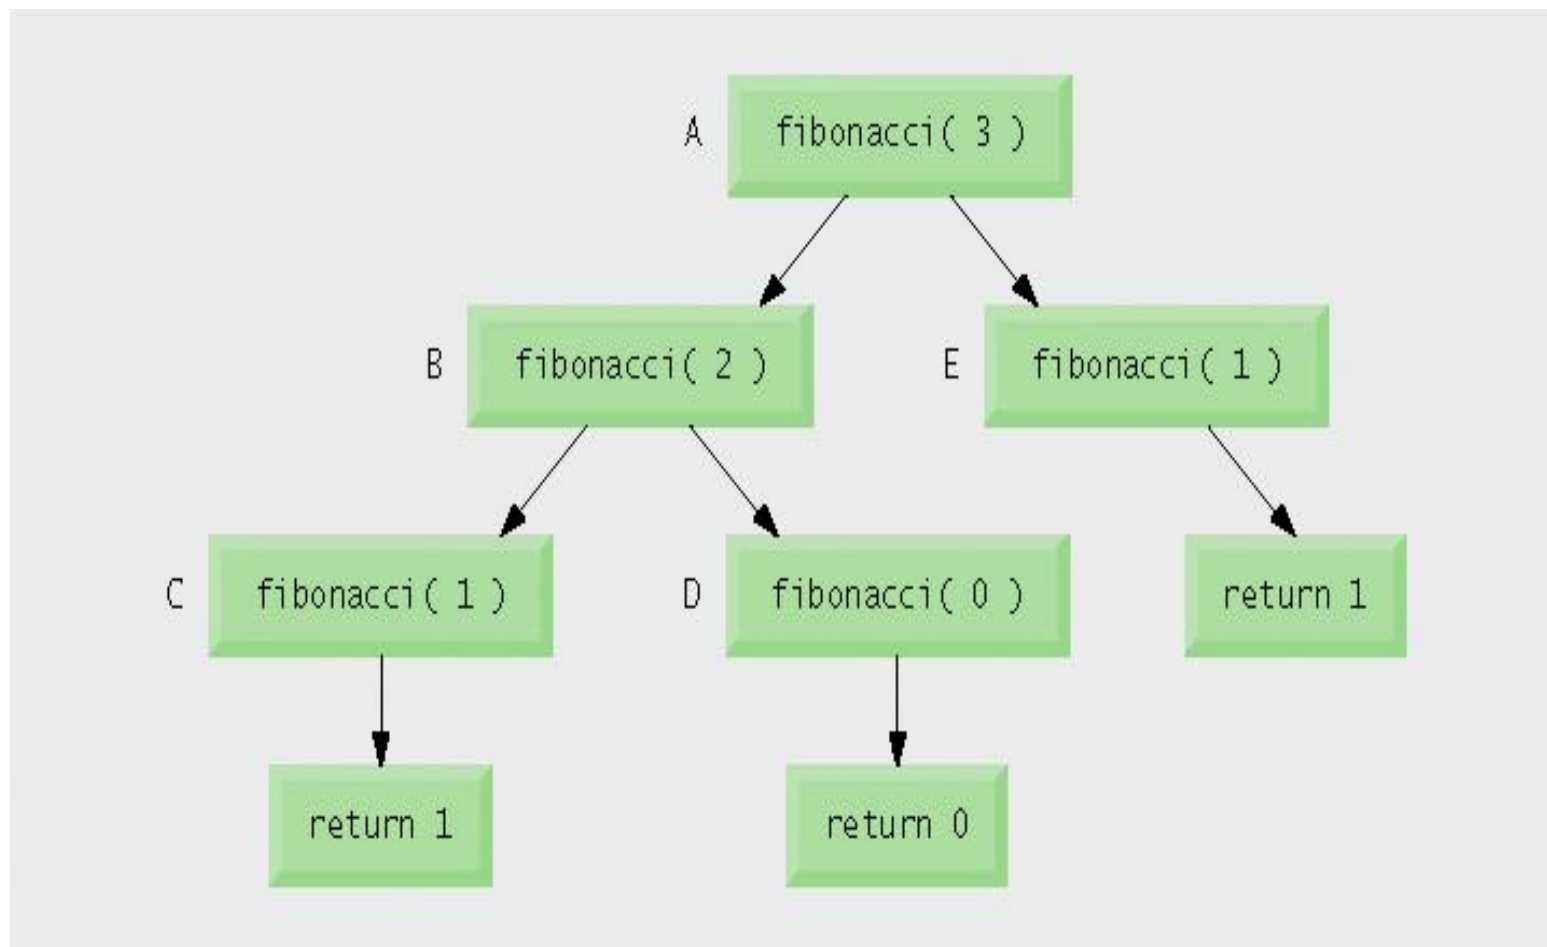 A fibonacci( 3 )
B fibonacci( 2 ) E fibonacci( 1 )
C fibonacci( 1 ) D fibonacci( 0 ) return 1
return 1 return 0